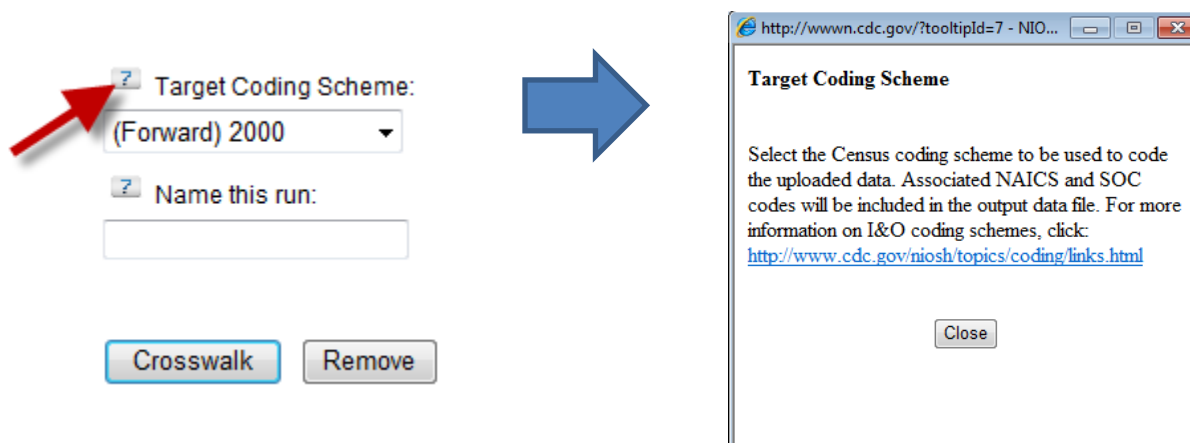 ? Target Coding Scheme:
(Forward) 2000
? Name this run:
Crosswalk Remove
http://wwwn.cdc.gov/?tooltipId=7 - NIO...
Target Coding Scheme
Select the Census coding scheme to be used to code
the uploaded data. Associated NAICS and SOC
codes will be included in the output data file. For more
information on I&O coding schemes, click:
http://www.cdc.gov/niosh/topics/coding/links.html
Close